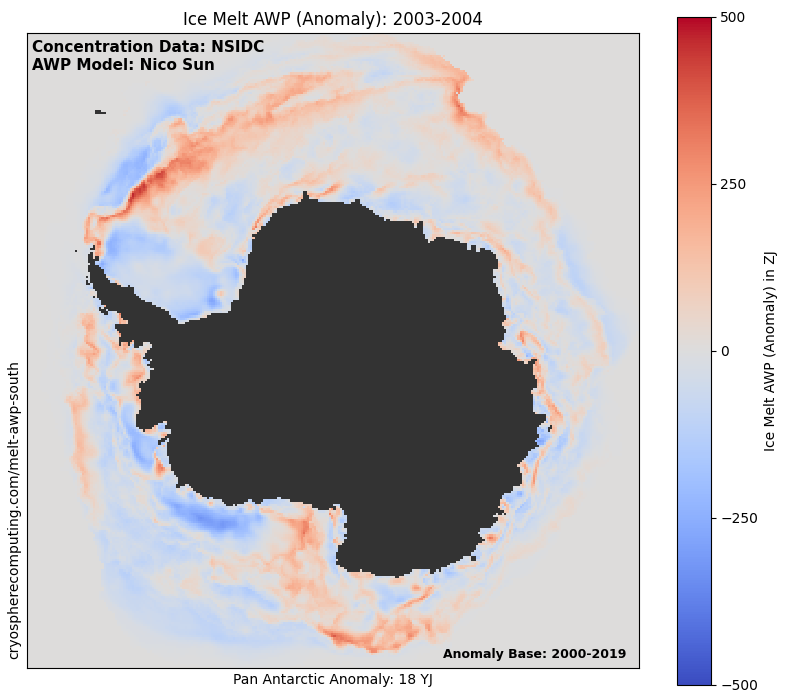 Ice Melt AWP (Anomaly): 2003-2004
Concentration Data: NSIDC
AWP Model: Nico Sun
cryospherecomputing.com/melt-awp-south
Anomaly Base: 2000-2019
Pan Antarctic Anomaly: 18 YJ
500
250
0
−250
−500
Ice Melt AWP (Anomaly) in ZJ